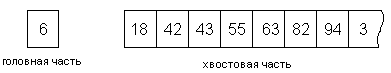 6 18 42 43 55 63 82 94 3
головная часть хвостовая часть